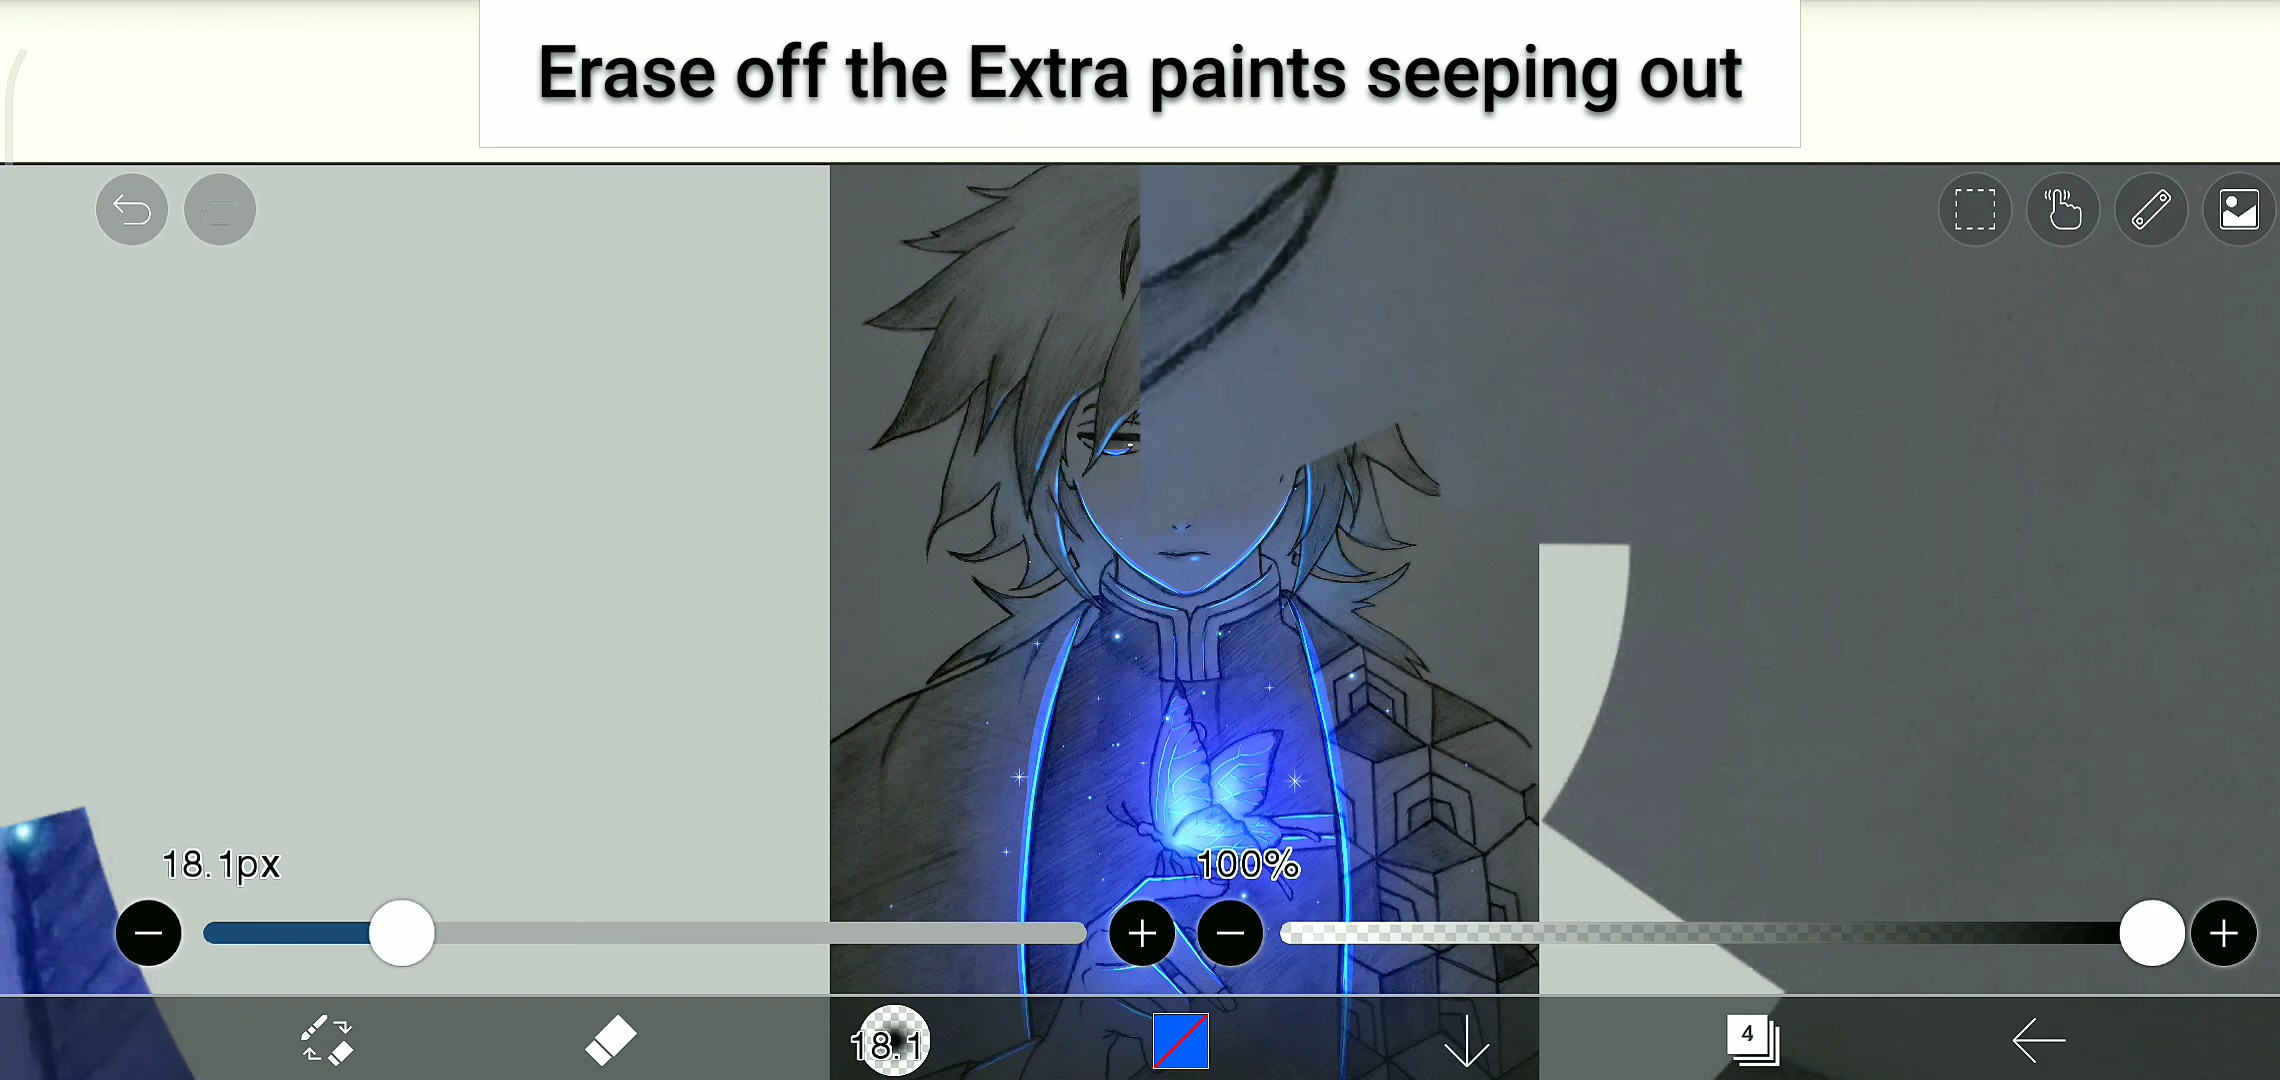 Erase off the Extra paints seeping out
18.1px
100%
18.1
4